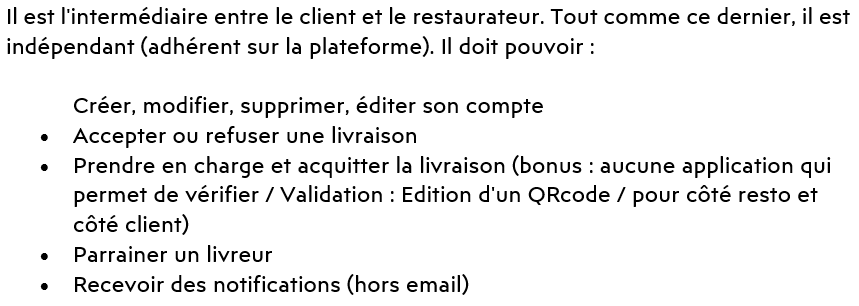 Il est l'intermédiaire entre le client et le restaurateur. Tout comme ce dernier, il est
indépendant (adhérent sur la plateforme). Il doit pouvoir :
Créer, modifier, supprimer, éditer son compte
• Accepter ou refuser une livraison
• Prendre en charge et acquitter la livraison (bonus : aucune application qui
permet de vérifier / Validation : Edition d'un QRcode / pour côté resto et
côté client)
• Parrainer un livreur
• Recevoir des notifications (hors email)